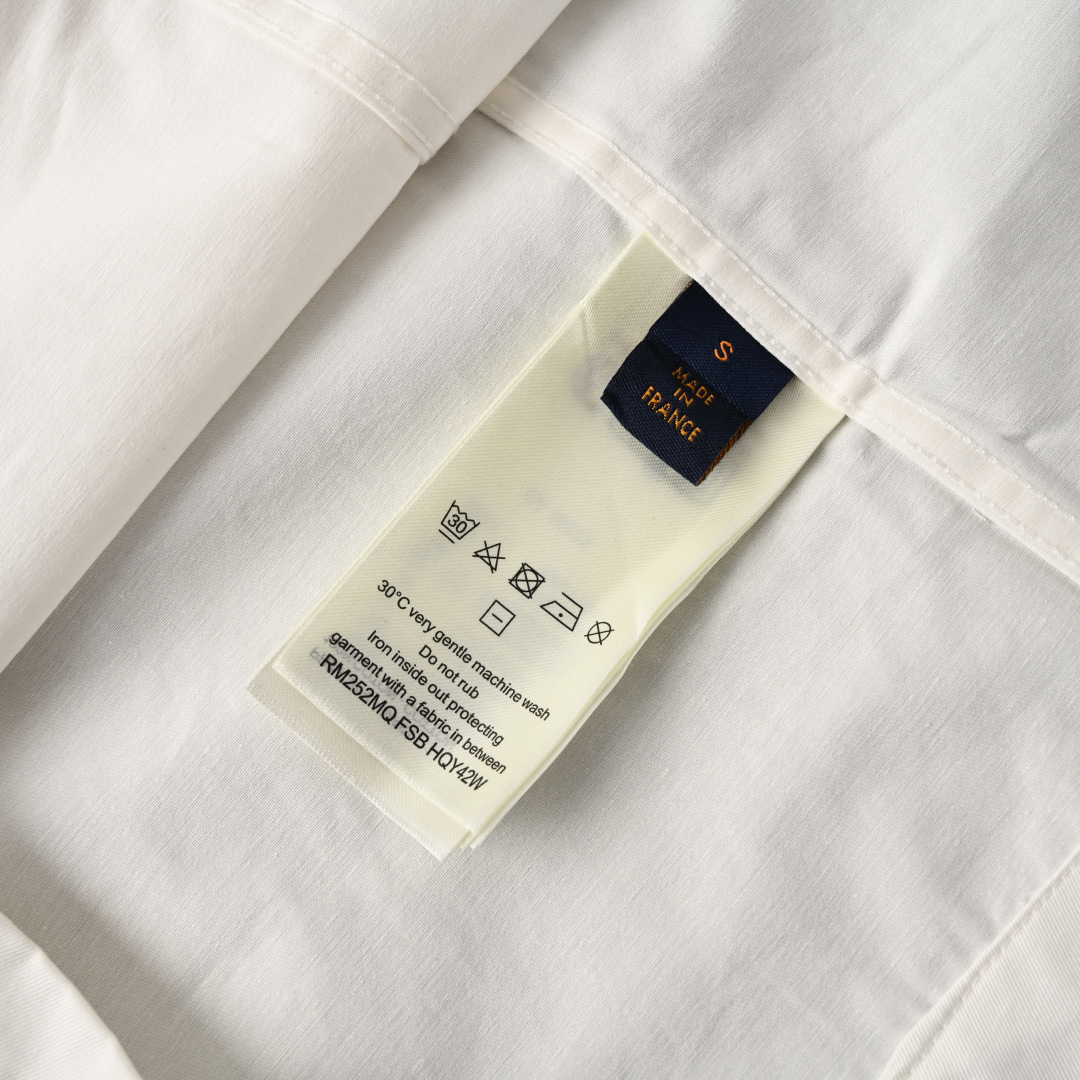 S
MADE
IN
FRANCE
30
30°C very gentle machine wash
Do not rub
Iron inside out protecting
garment with a fabric in between
RM252MQ FSB HQY42W